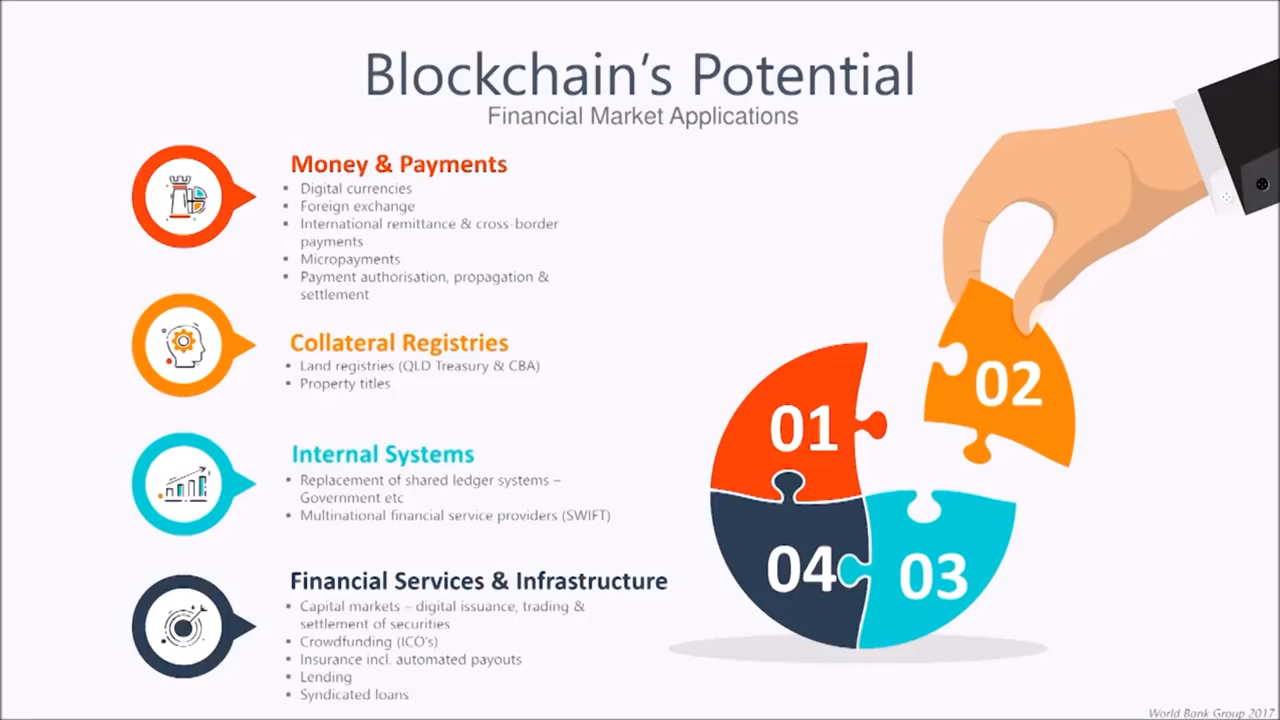 Blockchain's Potential
Financial Market Applications
Money & Payments
▪ Digital currencies
▪ Foreign exchange
▪ International remittance & cross-border
payments
▪ Micropayments
▪ Payment authorisation, propagation &
settlement
Collateral Registries
▪ Land registries (QLD Treasury & CBA)
▪ Property titles
Internal Systems
▪ Replacement of shared ledger systems –
Government etc
▪ Multinational financial service providers (SWIFT)
Financial Services & Infrastructure
▪ Capital markets – digital issuance, trading &
settlement of securities
▪ Crowdfunding (ICO's)
▪ Insurance incl. automated payouts
▪ Lending
▪ Syndicated loans
01
02
03
04
World Bank Group 2017